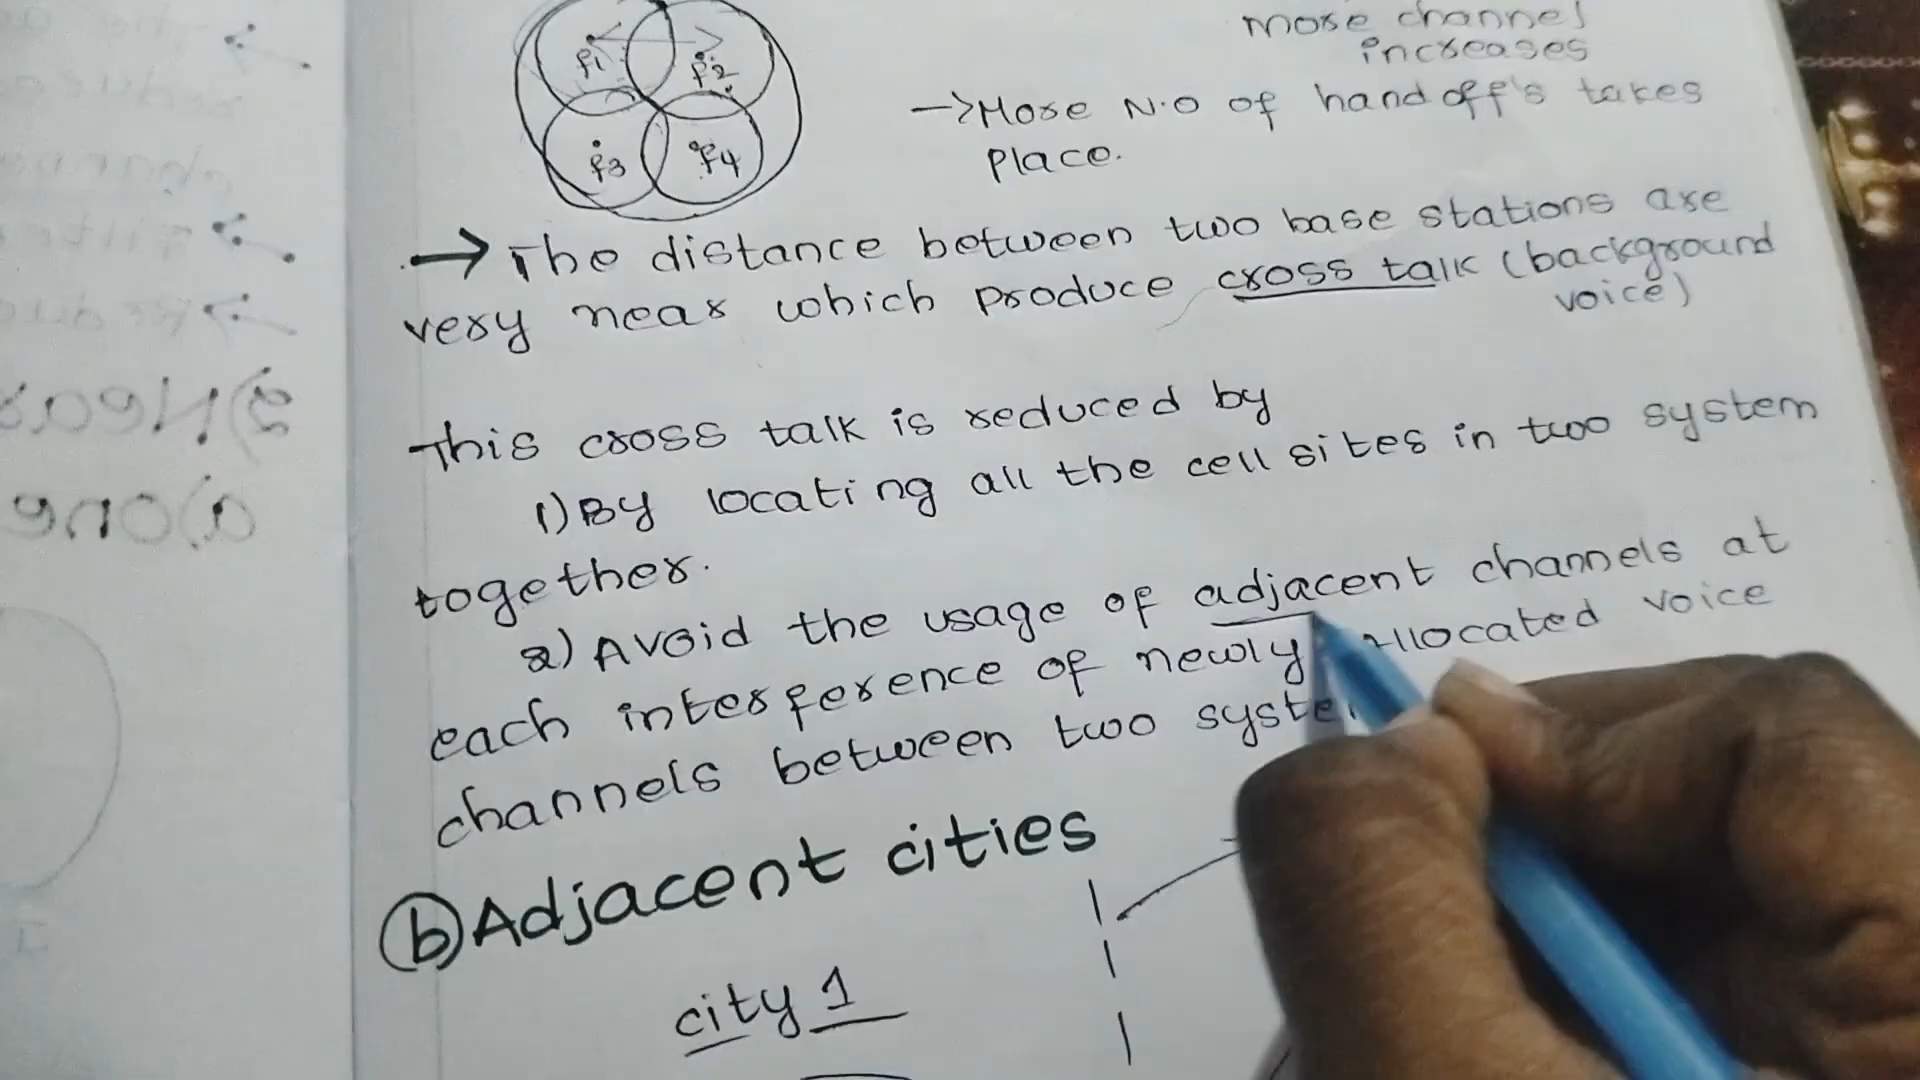 more channel
increases
f1
f2
→More N.O of hand off's takes
place.
f3
f4
→The distance between two base stations are
very near which produce cross talk (background
voice)
This cross talk is reduced by
1) By locating all the cell sites in two system
together.
2) Avoid the usage of adjacent channels at
each interference of newly allocated voice
channels between two
b) Adjacent cities
city 1